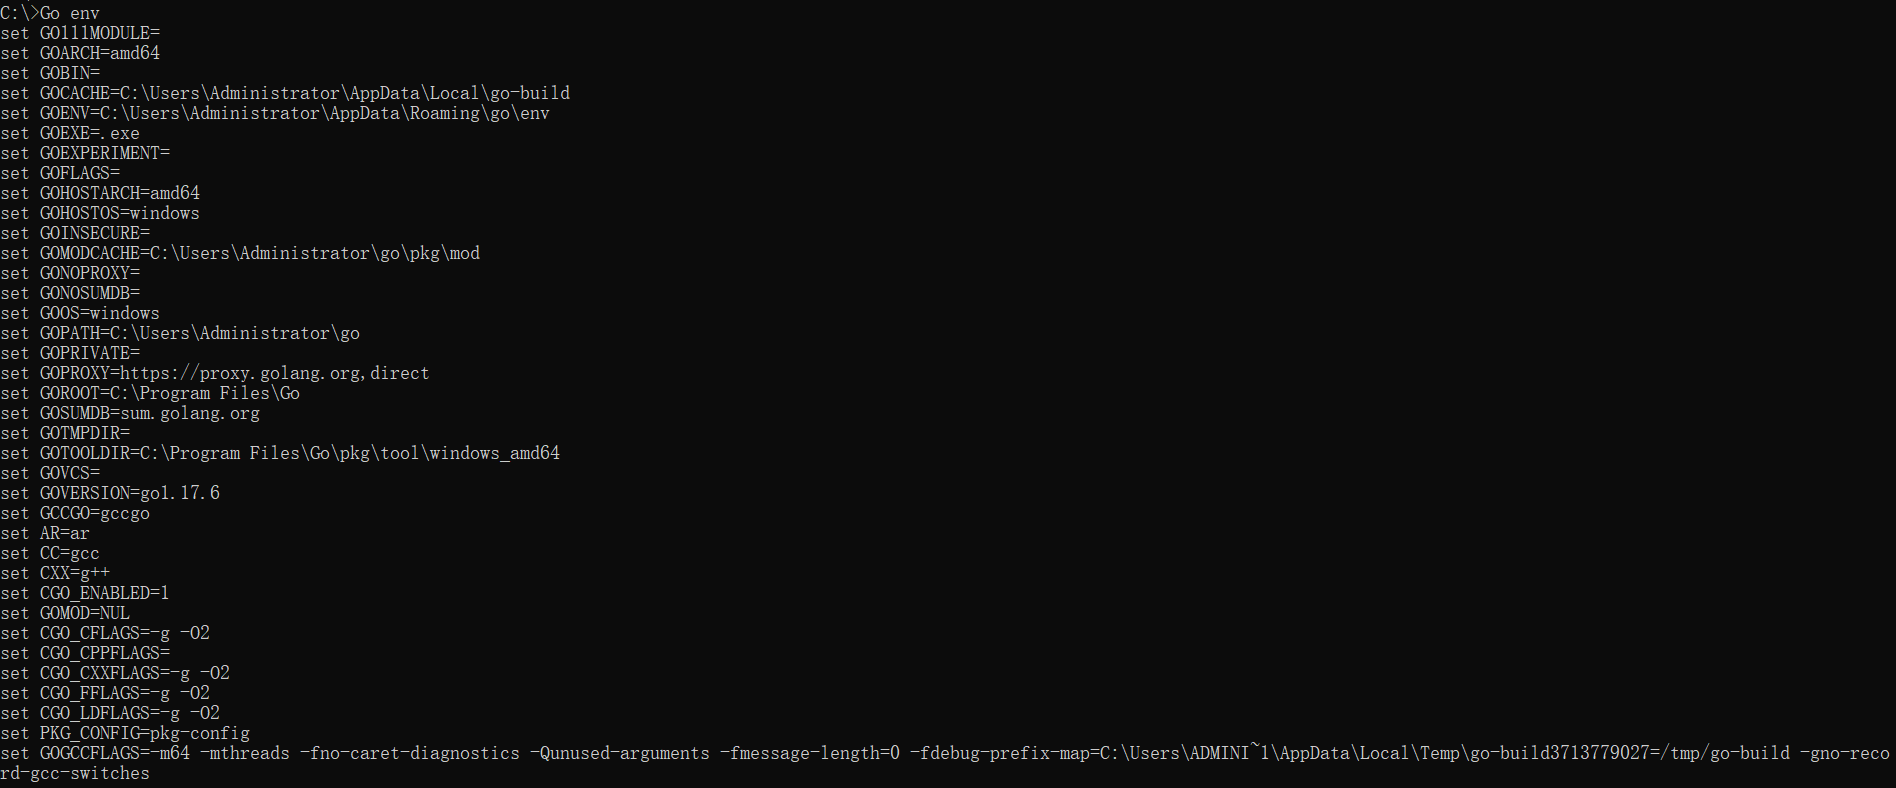 C:\>Go env
set GO111MODULE=
set GOARCH=amd64
set GOBIN=
set GOCACHE=C:\Users\Administrator\AppData\Local\go-build
set GOENV=C:\Users\Administrator\AppData\Roaming\go\env
set GOEXE=.exe
set GOEXPERIMENT=
set GOFLAGS=
set GOHOSTARCH=amd64
set GOHOSTOS=windows
set GOINSECURE=
set GOMODCACHE=C:\Users\Administrator\go\pkg\mod
set GONOPROXY=
set GONOSUMDB=
set GOOS=windows
set GOPATH=C:\Users\Administrator\go
set GOPRIVATE=
set GOPROXY=https://proxy.golang.org,direct
set GOROOT=C:\Program Files\Go
set GOSUMDB=sum.golang.org
set GOTMPDIR=
set GOTOOLDIR=C:\Program Files\Go\pkg\tool\windows_amd64
set GOVCS=
set GOVERSION=go1.17.6
set GCCGO=gccgo
set AR=ar
set CC=gcc
set CXX=g++
set CGO_ENABLED=1
set GOMOD=NUL
set CGO_CFLAGS=-g -O2
set CGO_CPPFLAGS=
set CGO_CXXFLAGS=-g -O2
set CGO_FFLAGS=-g -O2
set CGO_LDFLAGS=-g -O2
set PKG_CONFIG=pkg-config
set GOGCCFLAGS=-m64 -mthreads -fno-caret-diagnostics -Qunused-arguments -fmessage-length=0 -fdebug-prefix-map=C:\Users\ADMINI~1\AppData\Local\Temp\go-build3713779027=/tmp/go-build -gno-reco
rd-gcc-switches